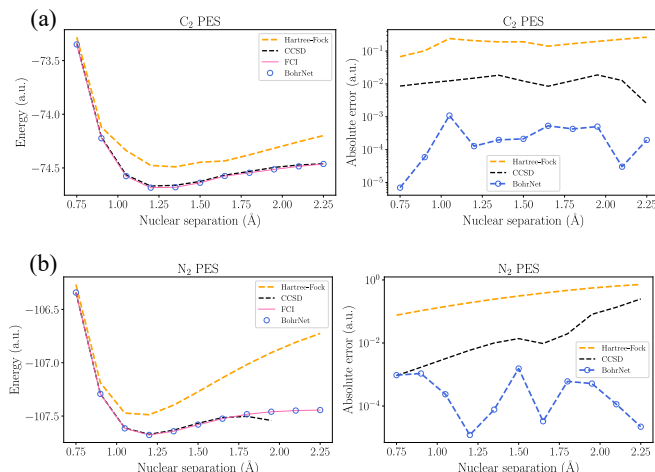 (a)
C₂ PES
Hartree–Fock
CCSD
FCI
BohrNet
−73.5
−74.0
−74.5
Energy (a.u.)
0.75 1.00 1.25 1.50 1.75 2.00 2.25
Nuclear separation (Å)
C₂ PES
10⁻¹
10⁻²
10⁻³
10⁻⁴
10⁻⁵
Absolute error (a.u.)
Hartree–Fock
CCSD
BohrNet
0.75 1.00 1.25 1.50 1.75 2.00 2.25
Nuclear separation (Å)
(b)
N₂ PES
Hartree–Fock
CCSD
FCI
BohrNet
−106.5
−107.0
−107.5
Energy (a.u.)
0.75 1.00 1.25 1.50 1.75 2.00 2.25
Nuclear separation (Å)
N₂ PES
10⁰
10⁻²
10⁻⁴
Absolute error (a.u.)
Hartree–Fock
CCSD
BohrNet
0.75 1.00 1.25 1.50 1.75 2.00 2.25
Nuclear separation (Å)